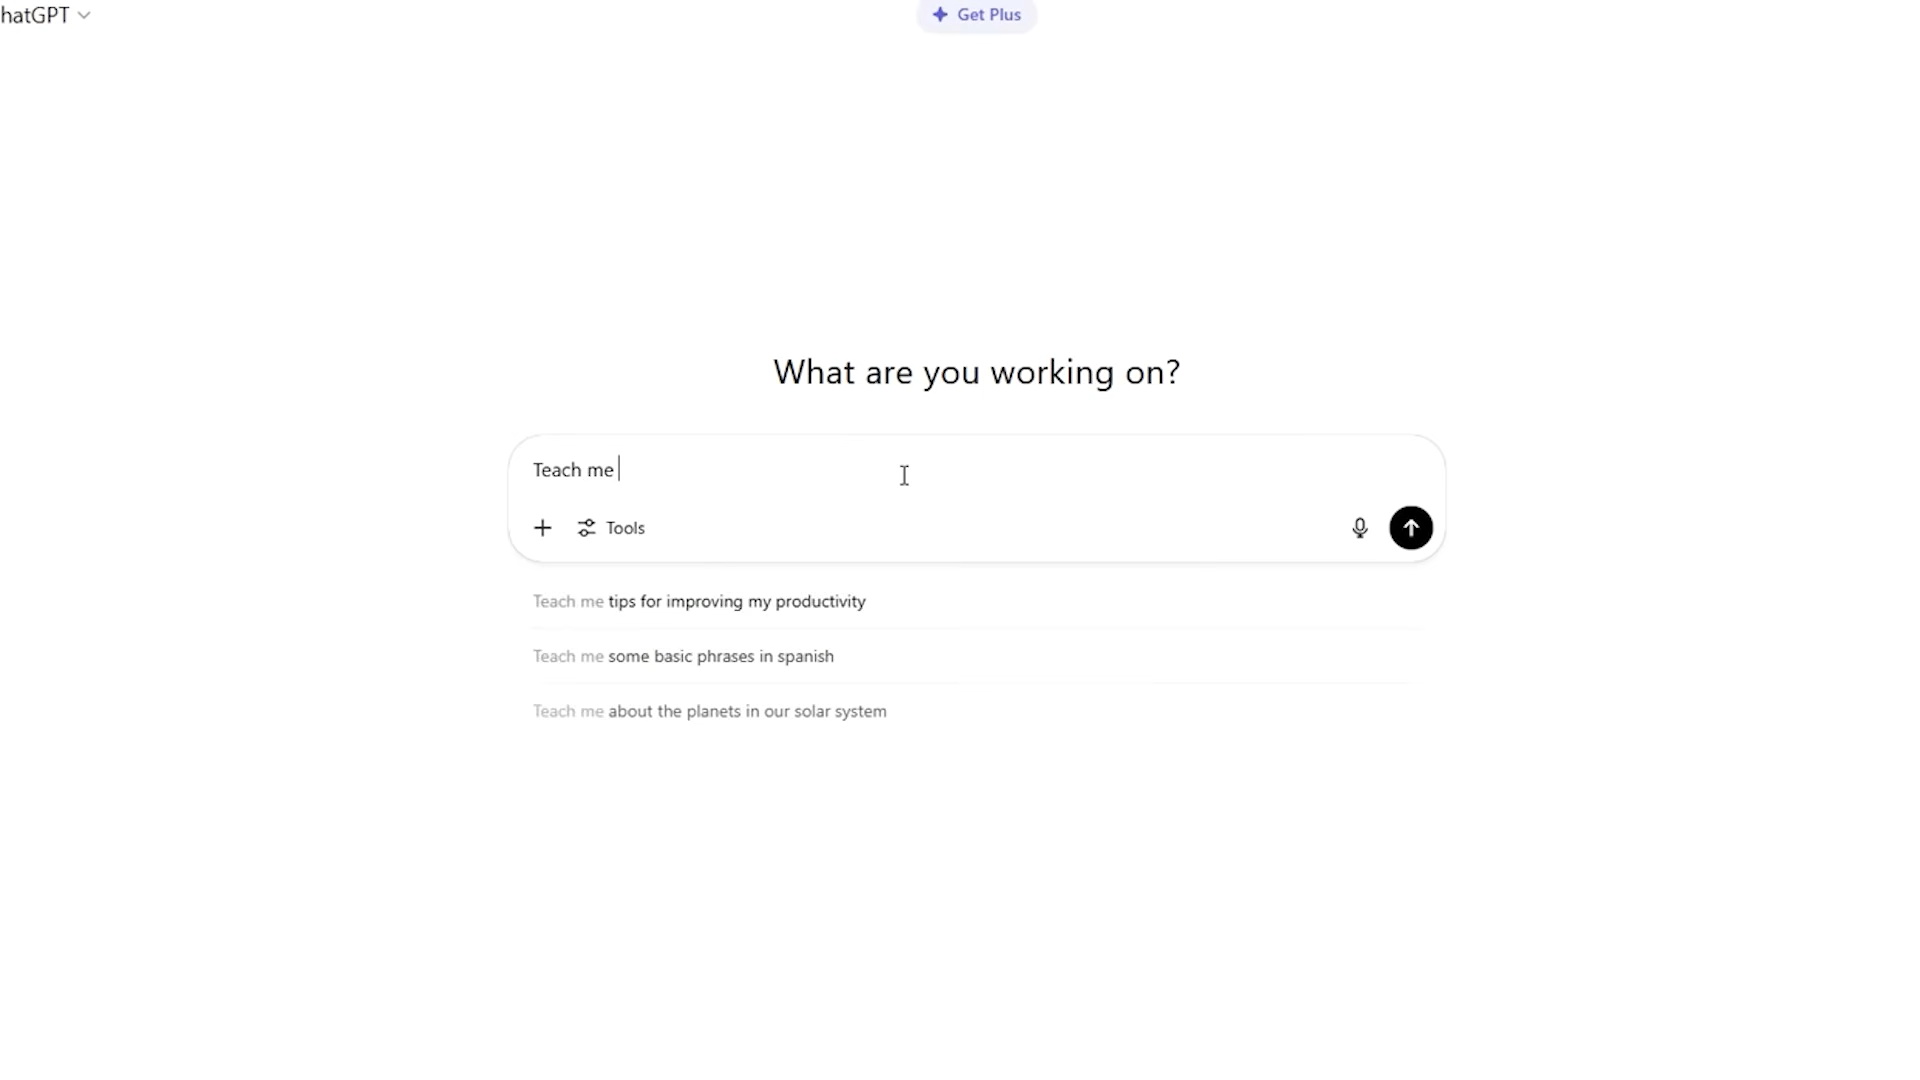 hatGPT
Get Plus
What are you working on?
Teach me
Tools
Teach me tips for improving my productivity
Teach me some basic phrases in spanish
Teach me about the planets in our solar system